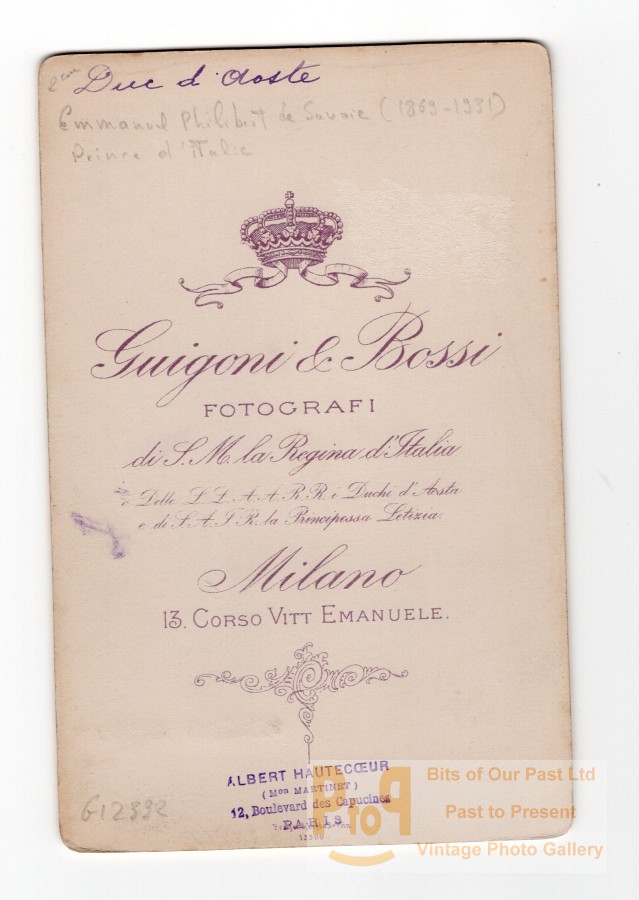 2ème Duc d'Aoste
Emmanuel Philibert de Savoie (1869-1931)
Prince d'Italie
Guigoni & Bossi
FOTOGRAFI
di S. M. la Regina d'Italia
Delle L L. A A. R R. i Duchi d'Aosta
e di S. A. I. R. la Principessa Letizia.
Milano
13. CORSO VITT EMANUELE.
ALBERT HAUTECŒUR
(MON MARTINET)
12, Boulevard des Capucines
PARIS
12500
G12332
Bits of Our Past Ltd
Past to Present
Vintage Photo Gallery
PoP